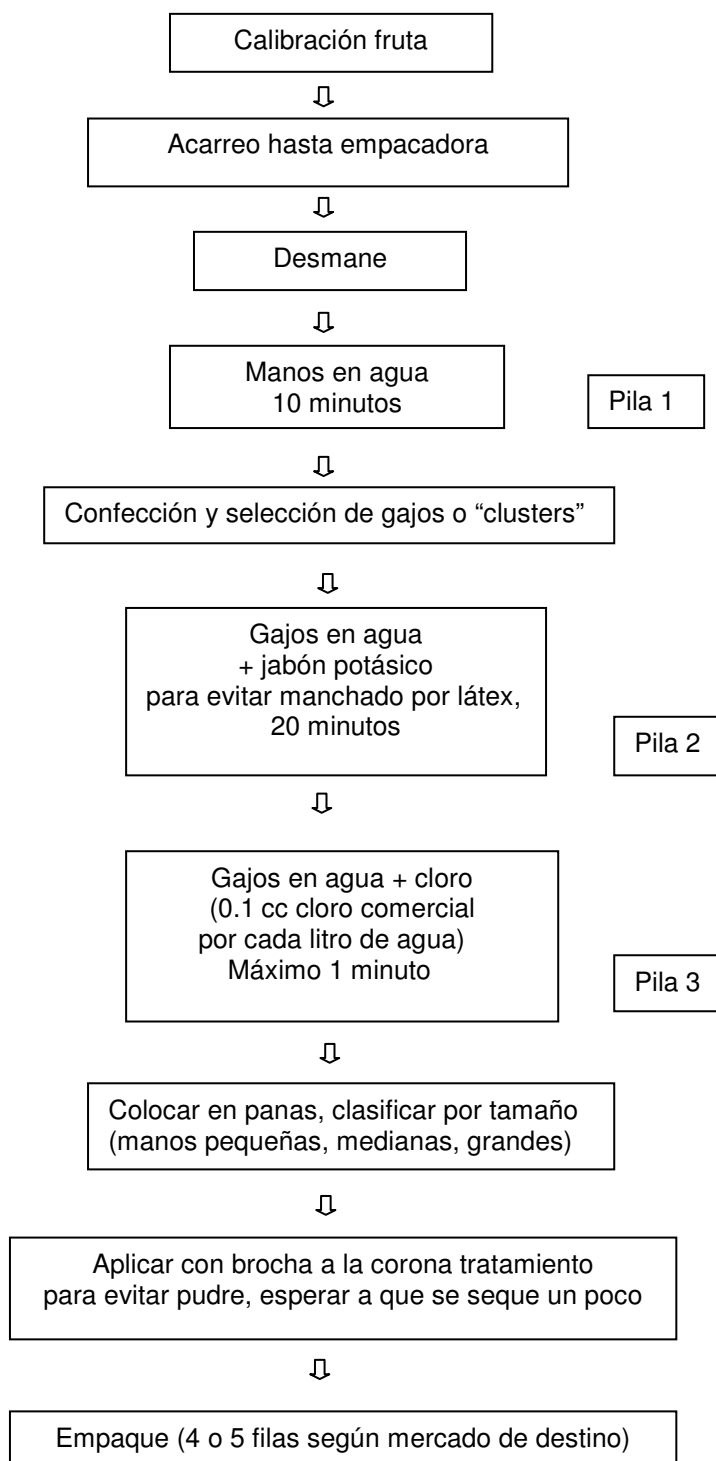 Calibración fruta
Acarreo hasta empacadora
Desmane
Manos en agua
10 minutos
Pila 1
Confección y selección de gajos o “clusters”
Gajos en agua
+ jabón potásico
para evitar manchado por látex,
20 minutos
Pila 2
Gajos en agua + cloro
(0.1 cc cloro comercial
por cada litro de agua)
Máximo 1 minuto
Pila 3
Colocar en panas, clasificar por tamaño
(manos pequeñas, medianas, grandes)
Aplicar con brocha a la corona tratamiento
para evitar pudre, esperar a que se seque un poco
Empaque (4 o 5 filas según mercado de destino)